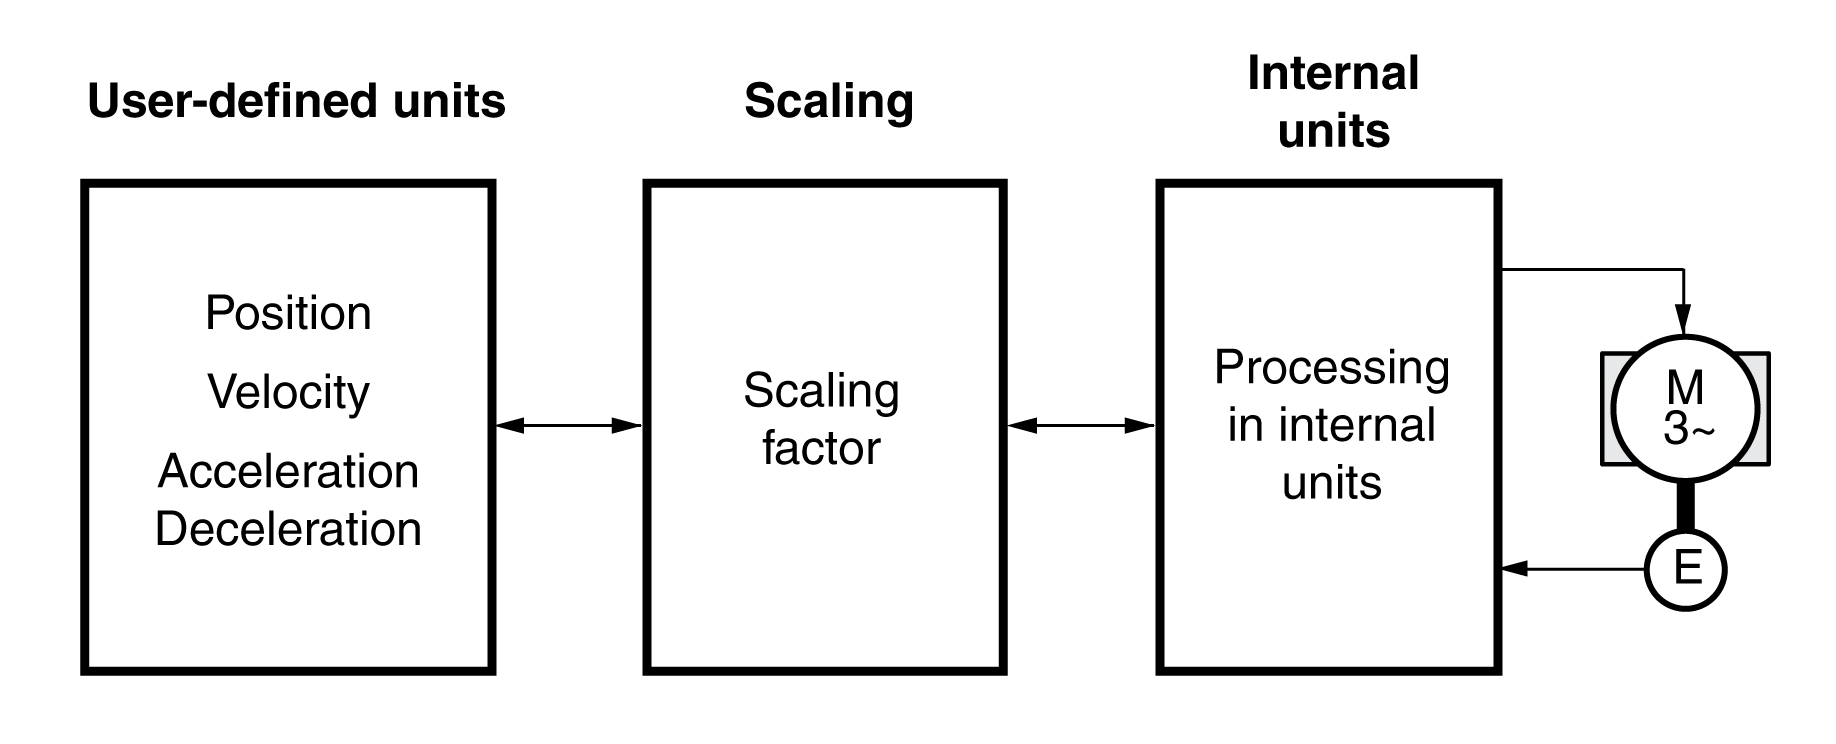 User-defined units
Scaling
Internal
units
Position
Velocity
Acceleration
Deceleration
Scaling
factor
Processing
in internal
units
M
3~
E